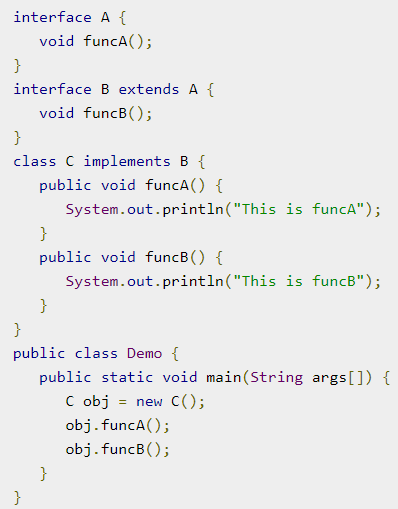 interface A {
   void funcA();
}
interface B extends A {
   void funcB();
}
class C implements B {
   public void funcA() {
      System.out.println("This is funcA");
   }
   public void funcB() {
      System.out.println("This is funcB");
   }
}
public class Demo {
   public static void main(String args[]) {
      C obj = new C();
      obj.funcA();
      obj.funcB();
   }
}